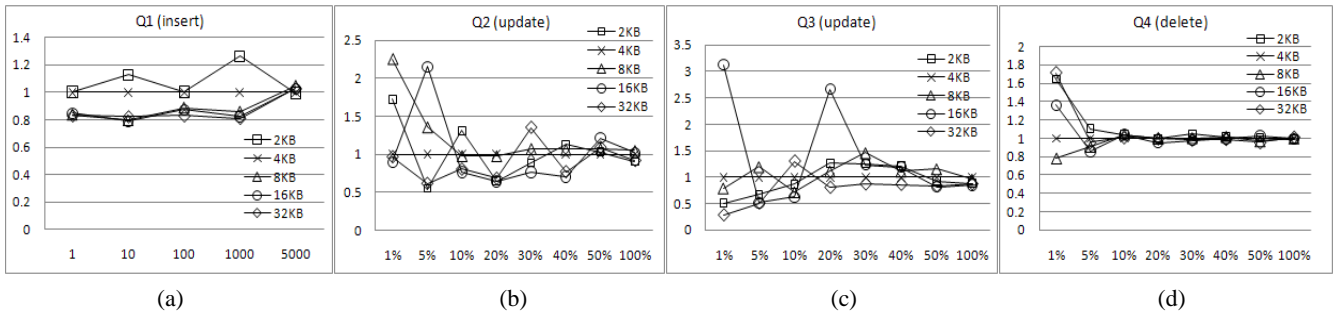 Q1 (insert)
1.4
1.2
1
0.8
0.6
0.4
0.2
0
2KB
4KB
8KB
16KB
32KB
1 10 100 1000 5000
(a)
Q2 (update)
2.5
2
1.5
1
0.5
0
2KB
4KB
8KB
16KB
32KB
1% 5% 10% 20% 30% 40% 50% 100%
(b)
Q3 (update)
3.5
3
2.5
2
1.5
1
0.5
0
2KB
4KB
8KB
16KB
32KB
1% 5% 10% 20% 30% 40% 50% 100%
(c)
Q4 (delete)
2
1.8
1.6
1.4
1.2
1
0.8
0.6
0.4
0.2
0
2KB
4KB
8KB
16KB
32KB
1% 5% 10% 20% 30% 40% 50% 100%
(d)